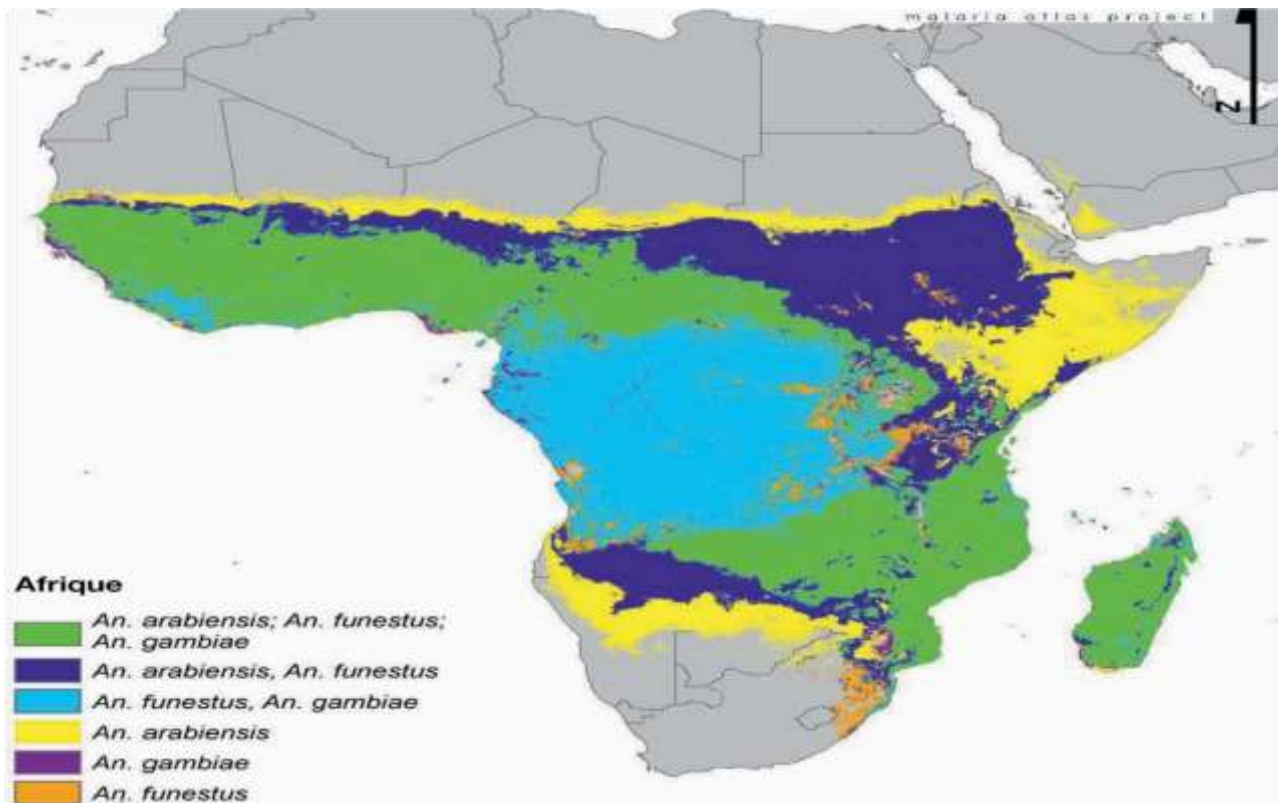 malaria atlas project
N
Afrique
An. arabiensis; An. funestus;
An. gambiae
An. arabiensis, An. funestus
An. funestus, An. gambiae
An. arabiensis
An. gambiae
An. funestus